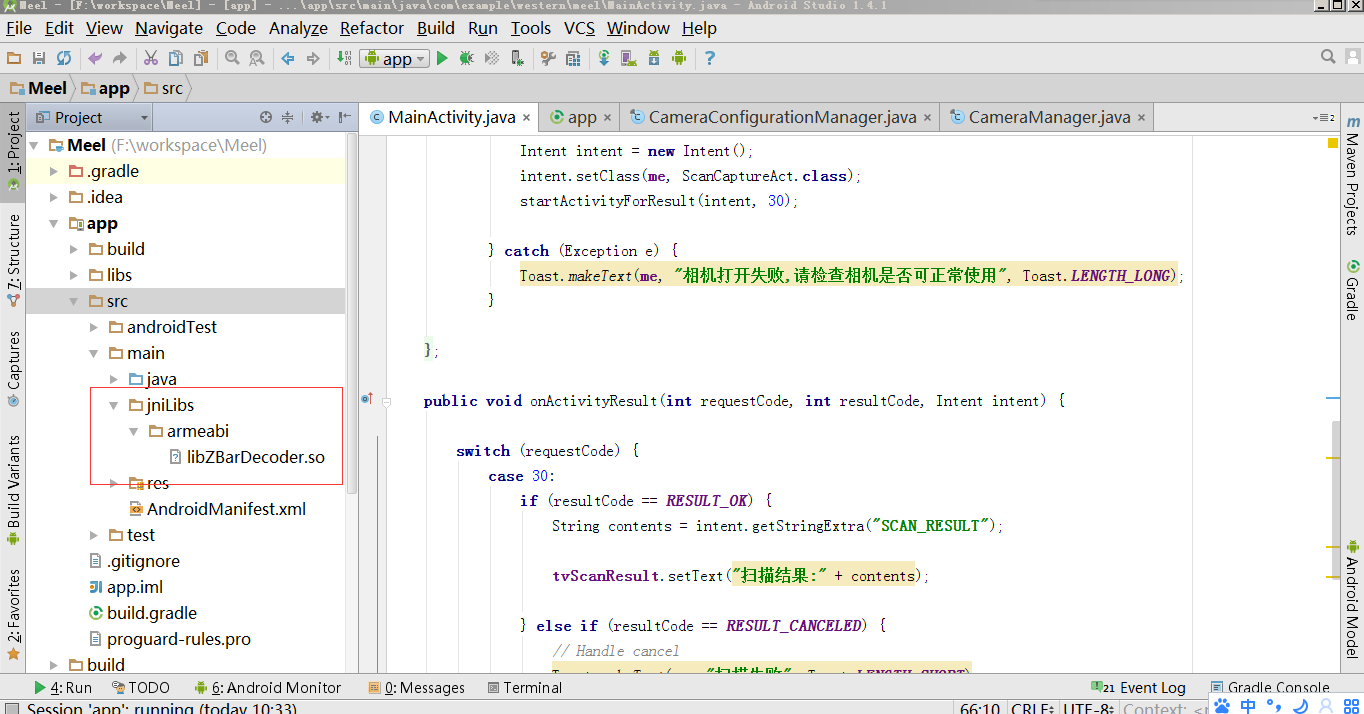 Meel - [F:\workspace\Meel] - [app] - ...\app\src\main\java\com\example\western\meel\MainActivity.java - Android Studio 1.4.1
File Edit View Navigate Code Analyze Refactor Build Run Tools VCS Window Help
app
Meel app src
Project
MainActivity.java app CameraConfigurationManager.java CameraManager.java
2
1: Project
Z: Structure
Captures
Build Variants
2: Favorites
Meel (F:\workspace\Meel)
.gradle
.idea
app
build
libs
src
androidTest
main
java
jniLibs
armeabi
libZBarDecoder.so
res
AndroidManifest.xml
test
.gitignore
app.iml
build.gradle
proguard-rules.pro
build
Intent intent = new Intent();
intent.setClass(me, ScanCaptureAct.class);
startActivityForResult(intent, 30);
} catch (Exception e) {
Toast.makeText(me, "相机打开失败,请检查相机是否可正常使用", Toast.LENGTH_LONG);
}
};
public void onActivityResult(int requestCode, int resultCode, Intent intent) {
switch (requestCode) {
case 30:
if (resultCode == RESULT_OK) {
String contents = intent.getStringExtra("SCAN_RESULT");
tvScanResult.setText("扫描结果:" + contents);
} else if (resultCode == RESULT_CANCELED) {
// Handle cancel
"扫描失败" LENGTH_SHORT)
Maven Projects
Gradle
Android Model
4: Run TODO 6: Android Monitor 0: Messages Terminal 21 Event Log Gradle Console
Session 'app': running (today 10:33) 66:10 CRLF UTF-8 Context: 中